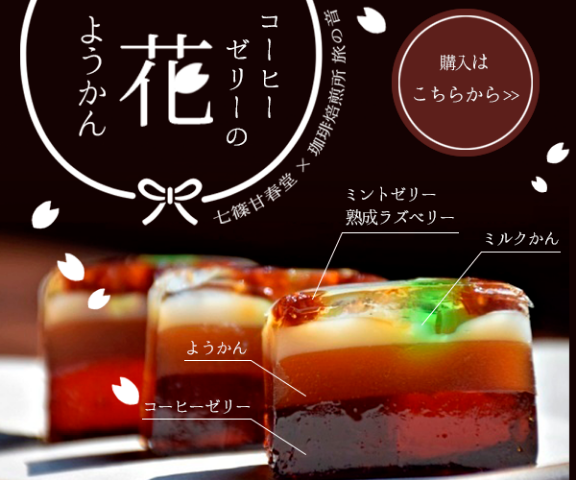 コーヒー
ゼリーの
花
ようかん
七篠甘春堂 × 珈琲焙煎所 旅の音
購入は
こちらから>>
ミントゼリー
熟成ラズベリー
ミルクかん
ようかん
コーヒーゼリー